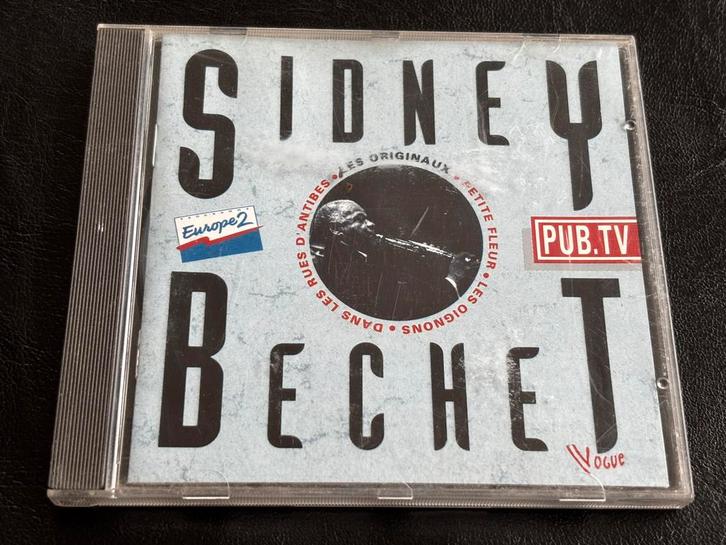 SIDNEY
LES ORIGINAUX • PETITE FLEUR • LES OIGNONS • DANS LES RUES D'ANTIBES •
Europe 2
PUB.TV
BECHET
VOGUE